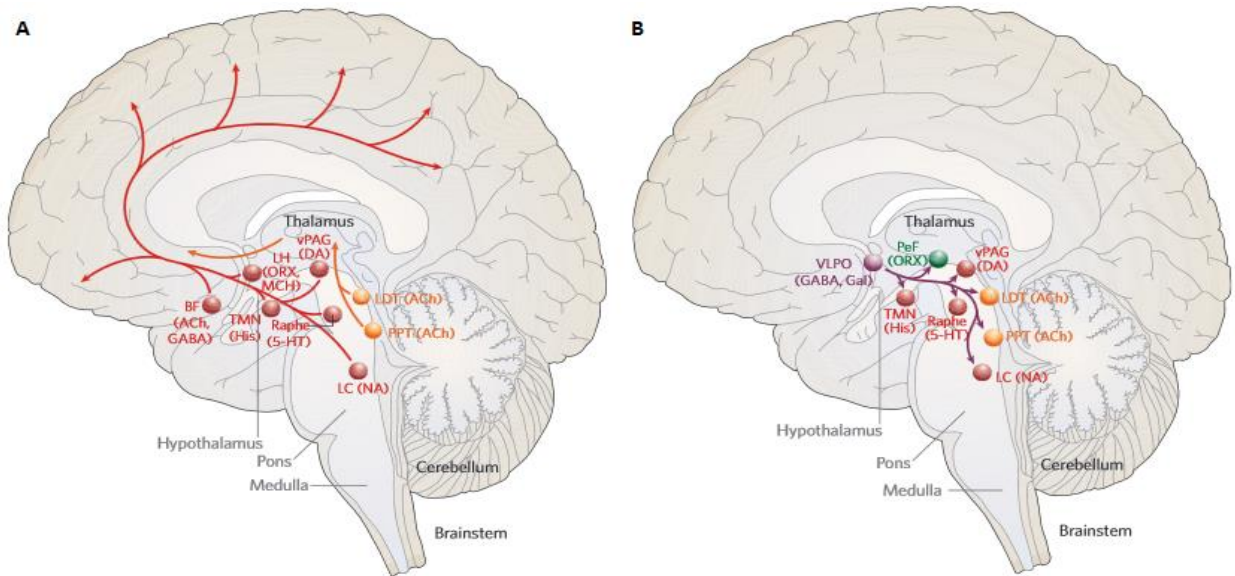 A
Thalamus
vPAG
(DA)
LH
(ORX,
MCH)
BF
(ACh,
GABA)
TMN
(His)
Raphe
(5-HT)
LDT (ACh)
PPT (ACh)
LC (NA)
Hypothalamus
Pons
Medulla
Cerebellum
Brainstem
B
Thalamus
PeF
(ORX)
vPAG
(DA)
VLPO
(GABA, Gal)
TMN
(His)
Raphe
(5-HT)
LDT (ACh)
PPT (ACh)
LC (NA)
Hypothalamus
Pons
Medulla
Cerebellum
Brainstem